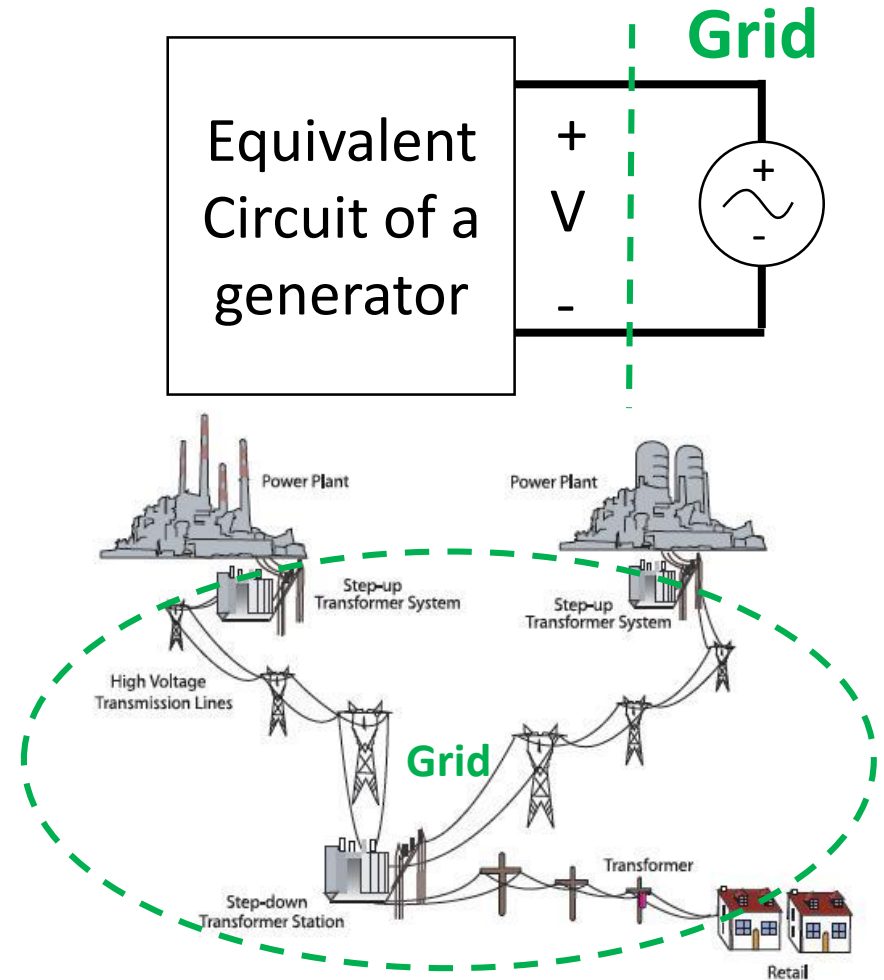 Grid
Equivalent
Circuit of a
generator
+
V
-
+
-
Power Plant
Power Plant
Step-up
Transformer System
Step-up
Transformer System
High Voltage
Transmission Lines
Grid
Transformer
Step-down
Transformer Station
Retail